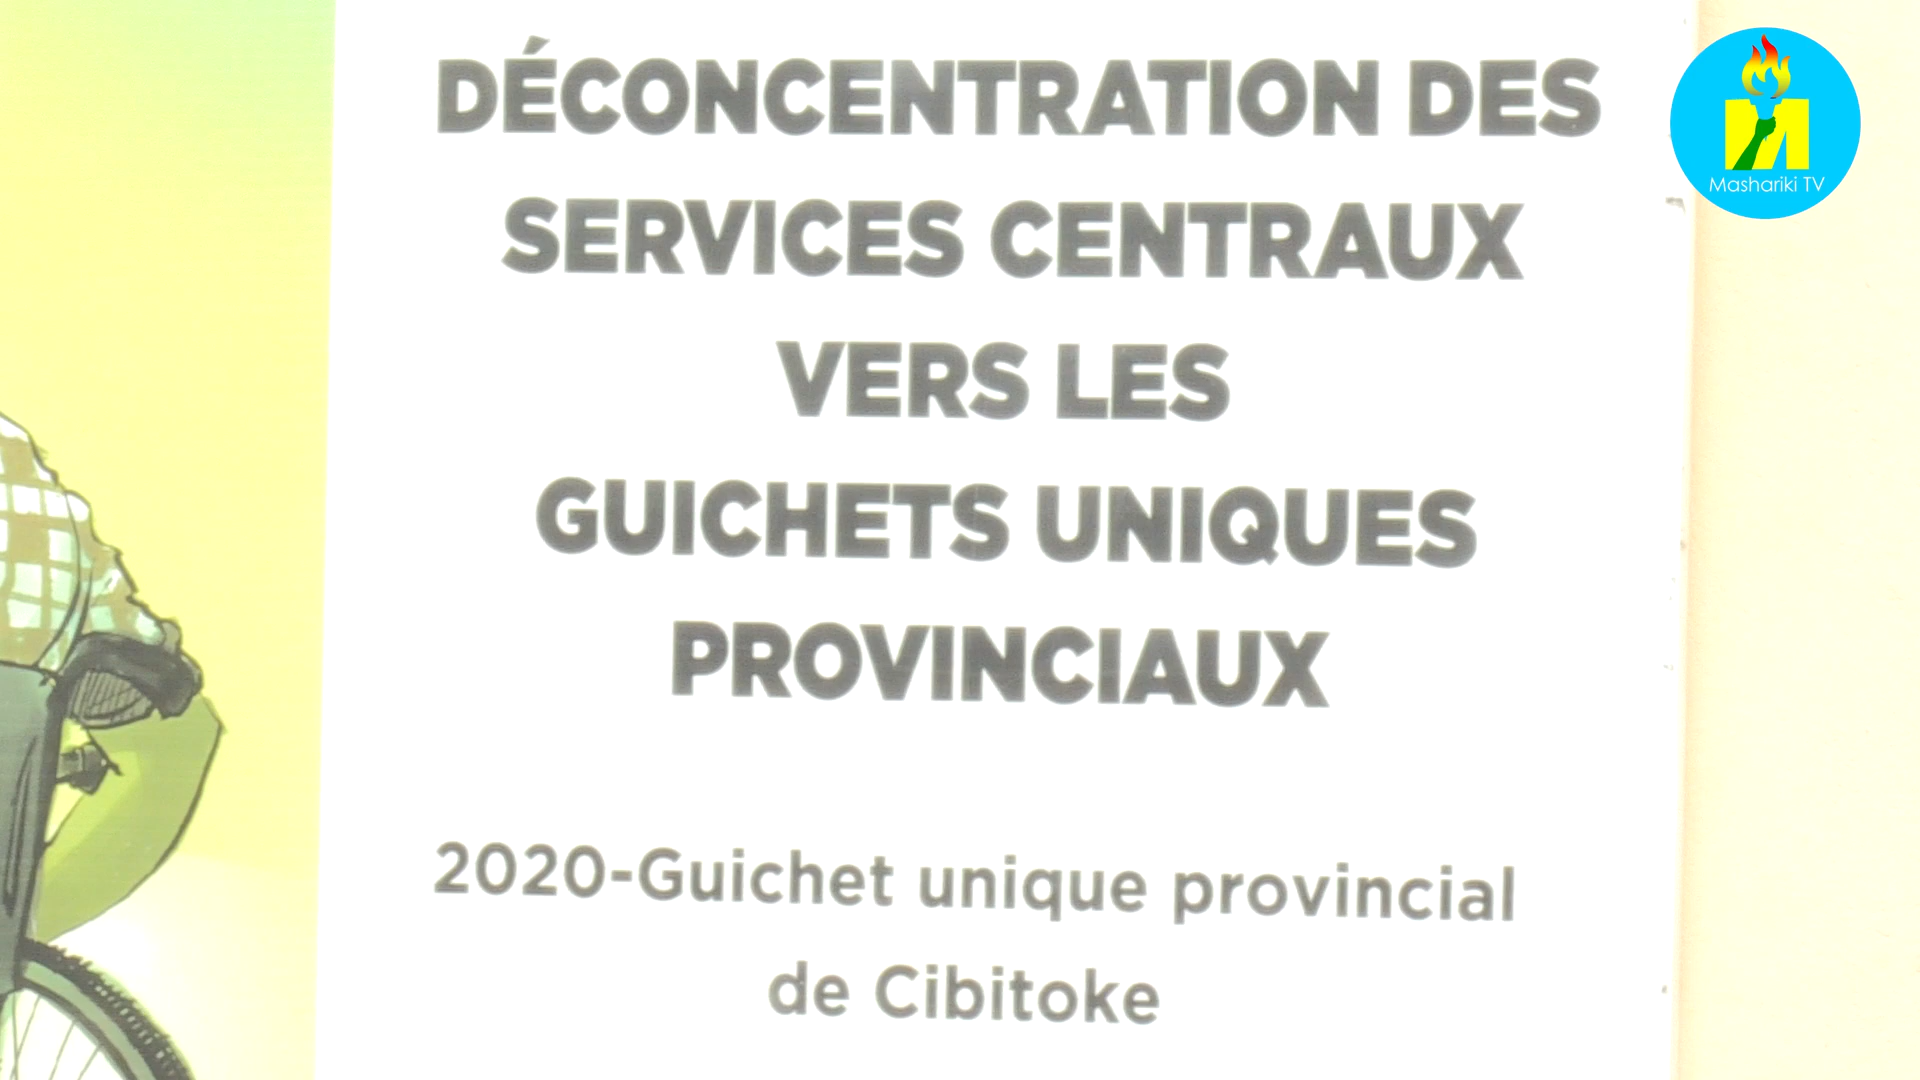 DÉCONCENTRATION DES
SERVICES CENTRAUX
VERS LES
GUICHETS UNIQUES
PROVINCIAUX
2020-Guichet unique provincial
de Cibitoke
Mashariki TV